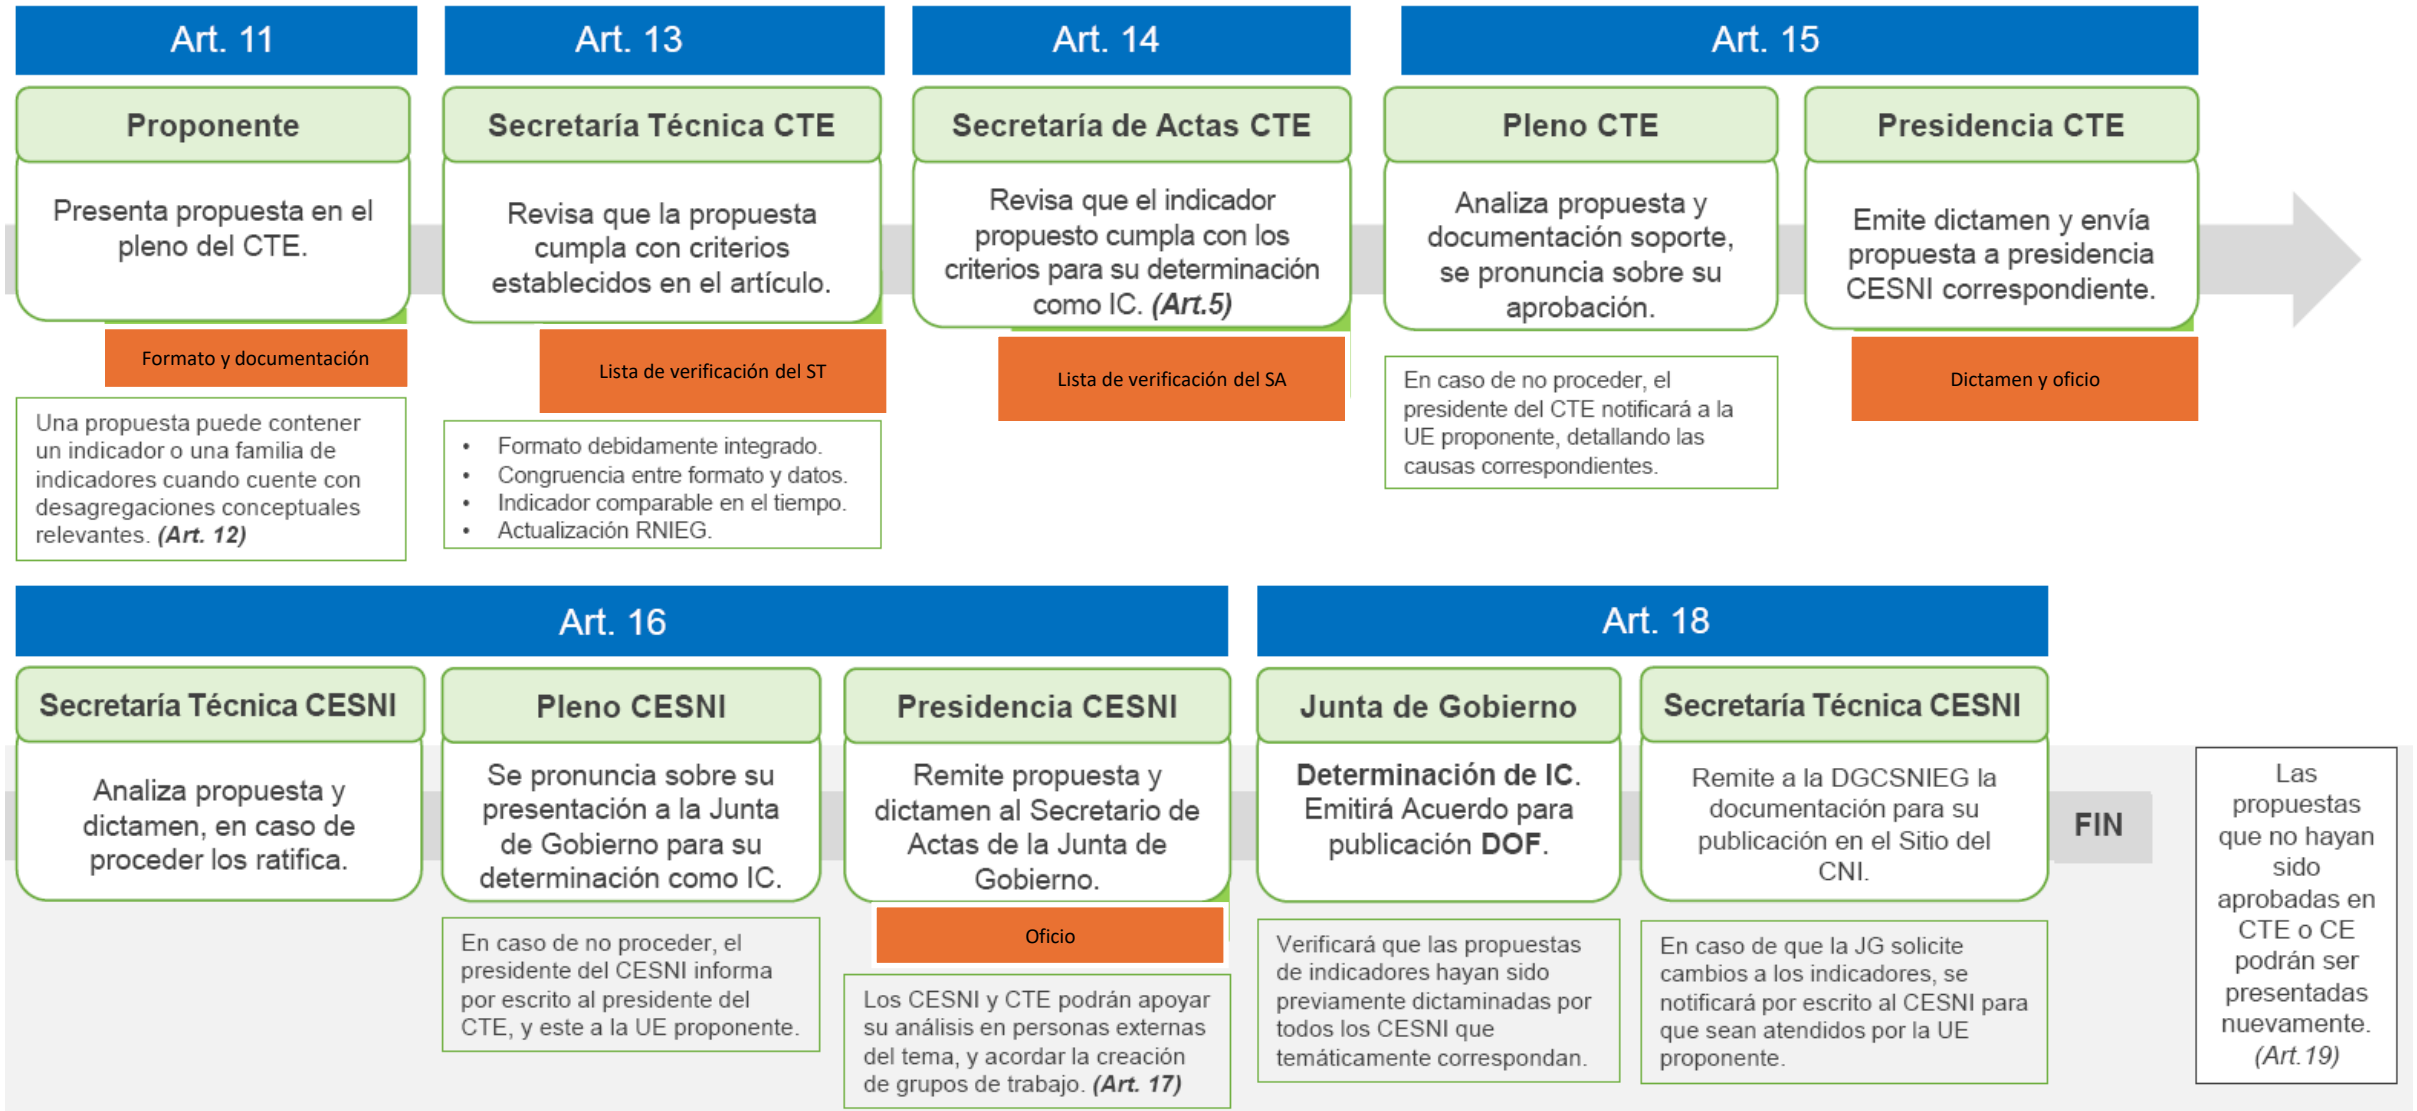 Art. 11
Art. 13
Art. 14
Art. 15
Proponente
Presenta propuesta en el
pleno del CTE.
Formato y documentación
Una propuesta puede contener
un indicador o una familia de
indicadores cuando cuente con
desagregaciones conceptuales
relevantes. (Art. 12)
Secretaría Técnica CTE
Revisa que la propuesta
cumpla con criterios
establecidos en el artículo.
Lista de verificación del ST
• Formato debidamente integrado.
• Congruencia entre formato y datos.
• Indicador comparable en el tiempo.
• Actualización RNIEG.
Secretaría de Actas CTE
Revisa que el indicador
propuesto cumpla con los
criterios para su determinación
como IC. (Art.5)
Lista de verificación del SA
Pleno CTE
Analiza propuesta y
documentación soporte,
se pronuncia sobre su
aprobación.
En caso de no proceder, el
presidente del CTE notificará a la
UE proponente, detallando las
causas correspondientes.
Presidencia CTE
Emite dictamen y envía
propuesta a presidencia
CESNI correspondiente.
Dictamen y oficio
Art. 16
Art. 18
Secretaría Técnica CESNI
Analiza propuesta y
dictamen, en caso de
proceder los ratifica.
Pleno CESNI
Se pronuncia sobre su
presentación a la Junta
de Gobierno para su
determinación como IC.
En caso de no proceder, el
presidente del CESNI informa
por escrito al presidente del
CTE, y este a la UE proponente.
Presidencia CESNI
Remite propuesta y
dictamen al Secretario de
Actas de la Junta de
Gobierno.
Oficio
Los CESNI y CTE podrán apoyar
su análisis en personas externas
del tema, y acordar la creación
de grupos de trabajo. (Art. 17)
Junta de Gobierno
Determinación de IC.
Emitirá Acuerdo para
publicación DOF.
Verificará que las propuestas
de indicadores hayan sido
previamente dictaminadas por
todos los CESNI que
temáticamente correspondan.
Secretaría Técnica CESNI
Remite a la DGCSNIEG la
documentación para su
publicación en el Sitio del
CNI.
En caso de que la JG solicite
cambios a los indicadores, se
notificará por escrito al CESNI para
que sean atendidos por la UE
proponente.
FIN
Las
propuestas
que no hayan
sido
aprobadas en
CTE o CE
podrán ser
presentadas
nuevamente.
(Art.19)